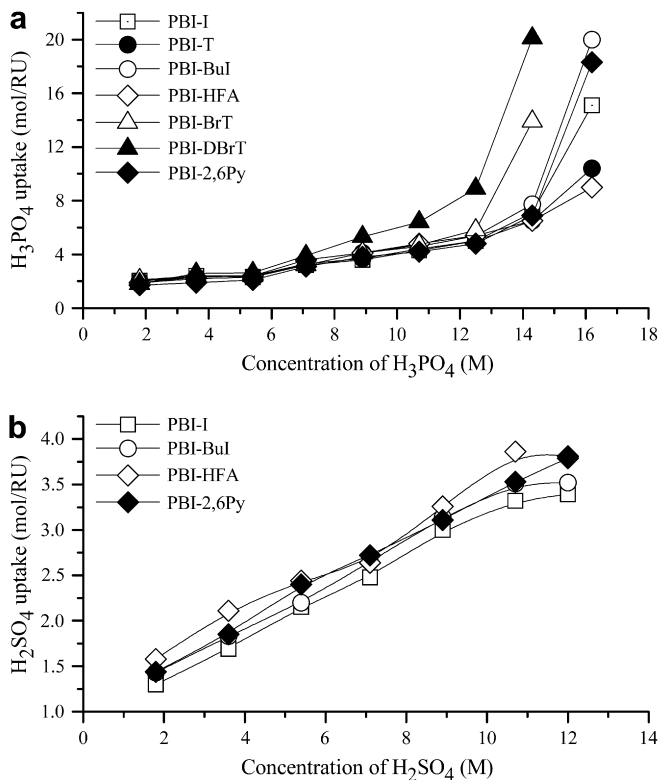 a
PBI-I
PBI-T
PBI-BuI
PBI-HFA
PBI-BrT
PBI-DBrT
PBI-2,6Py
H3PO4 uptake (mol/RU)
20
16
12
8
4
0
0 2 4 6 8 10 12 14 16 18
Concentration of H3PO4 (M)
b
PBI-I
PBI-BuI
PBI-HFA
PBI-2,6Py
H2SO4 uptake (mol/RU)
4.0
3.5
3.0
2.5
2.0
1.5
1.0
0 2 4 6 8 10 12 14
Concentration of H2SO4 (M)